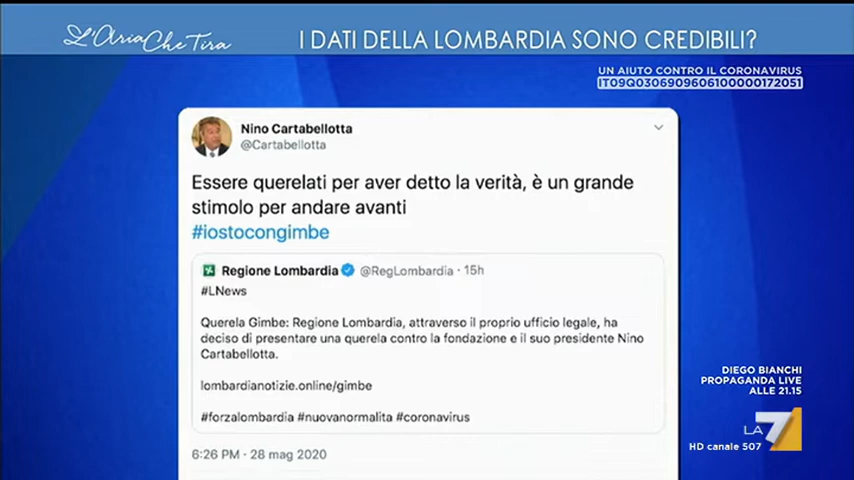 L'Aria Che Tira
I DATI DELLA LOMBARDIA SONO CREDIBILI?
UN AIUTO CONTRO IL CORONAVIRUS
IT09Q0306909606100000172051
Nino Cartabellotta
@Cartabellotta
Essere querelati per aver detto la verità, è un grande
stimolo per andare avanti
#iostocongimbe
Regione Lombardia @RegLombardia · 15h
#LNews
Querela Gimbe: Regione Lombardia, attraverso il proprio ufficio legale, ha
deciso di presentare una querela contro la fondazione e il suo presidente Nino
Cartabellotta.
lombardianotizie.online/gimbe
#forzalombardia #nuovanormalita #coronavirus
6:26 PM · 28 mag 2020
DIEGO BIANCHI
PROPAGANDA LIVE
ALLE 21.15
LA 7
HD canale 507